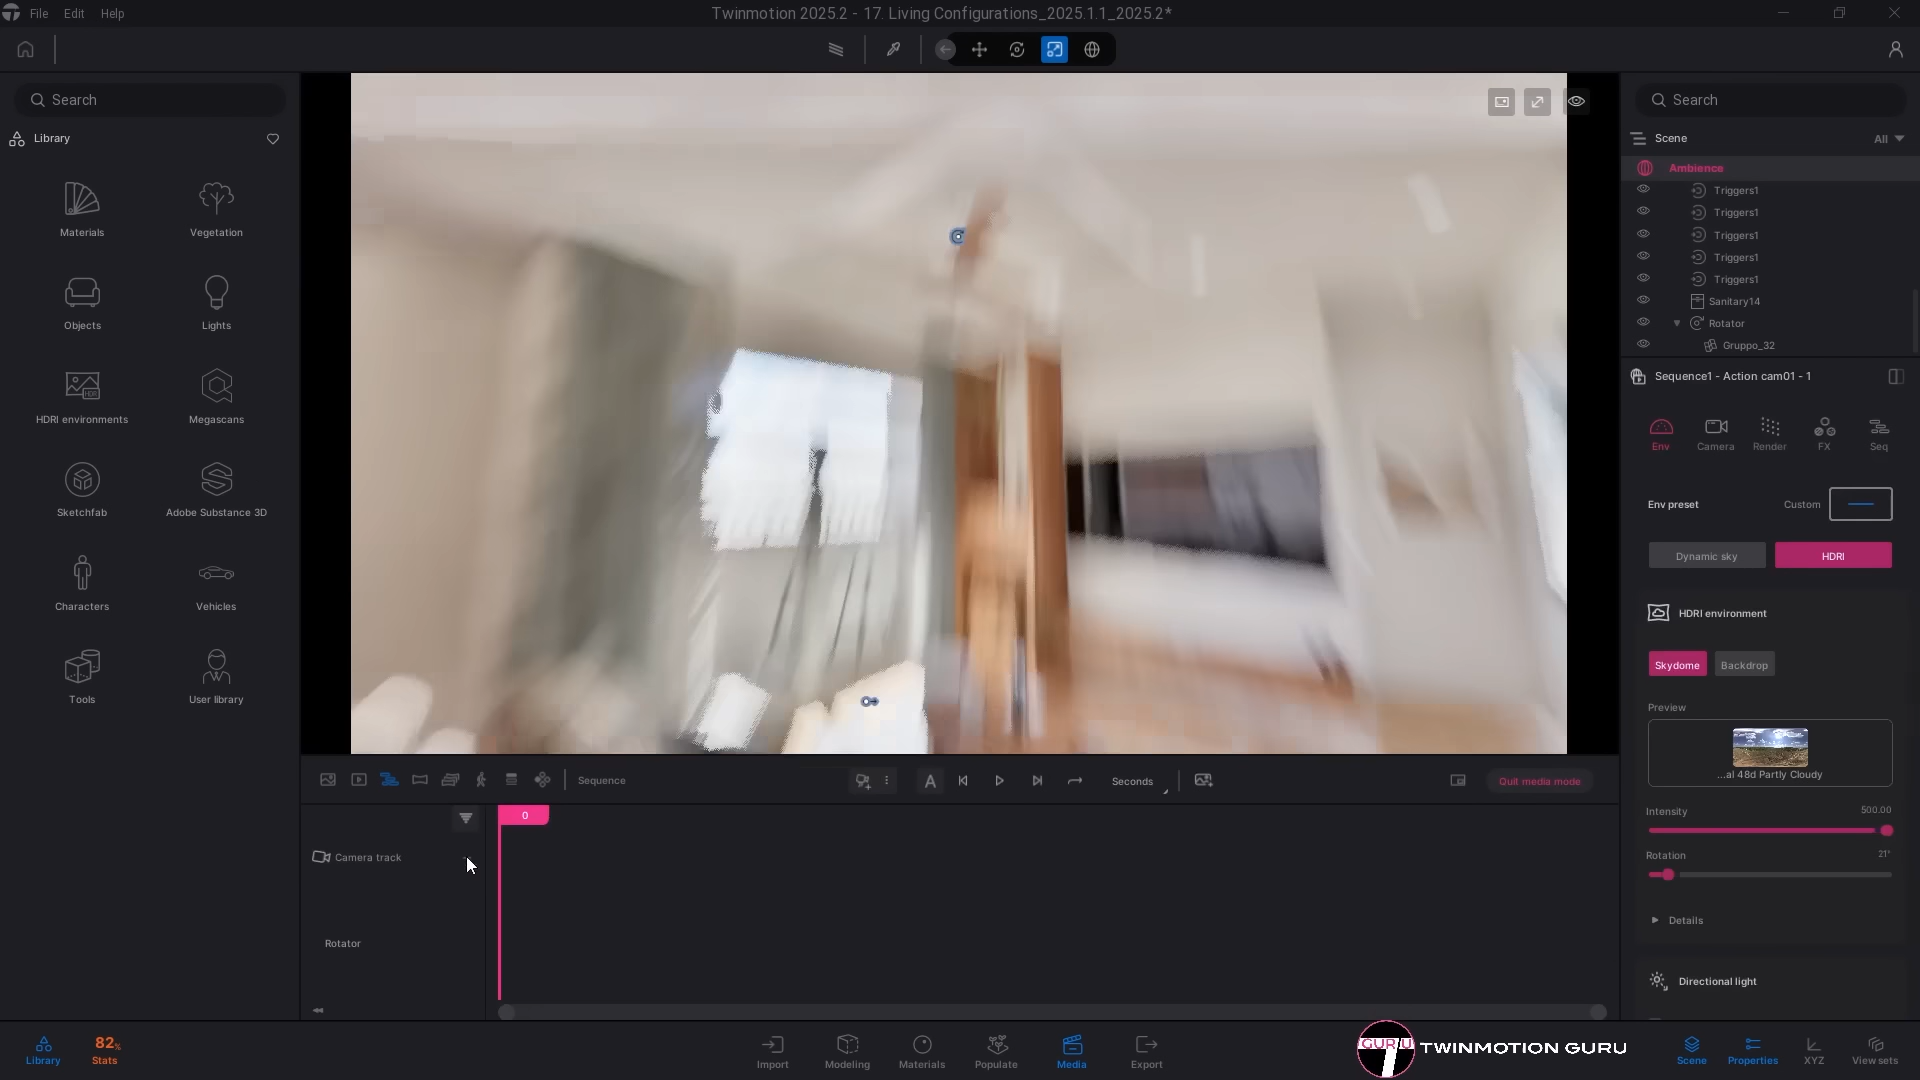 File Edit Help
Twinmotion 2025.2 - 17. Living Configurations_2025.1.1_2025.2*
Search
Library
Materials
Vegetation
Objects
Lights
HDRI environments
Megascans
Sketchfab
Adobe Substance 3D
Characters
Vehicles
Tools
User library
Sequence
A
Seconds
Quit media mode
0
Camera track
Rotator
Search
Scene
All
Ambience
Triggers1
Triggers1
Triggers1
Triggers1
Triggers1
Sanitary14
Rotator
Gruppo_32
Sequence1 - Action cam01 - 1
Env
Camera
Render
FX
Seq
Env preset
Custom
Dynamic sky
HDRI
HDRI environment
Skydome
Backdrop
Preview
...al 48d Partly Cloudy
Intensity
500.00
Rotation
21°
Details
Directional light
Library
82%
Stats
Import
Modeling
Materials
Populate
Media
Export
GURU
TWINMOTION GURU
Scene
Properties
XYZ
View sets